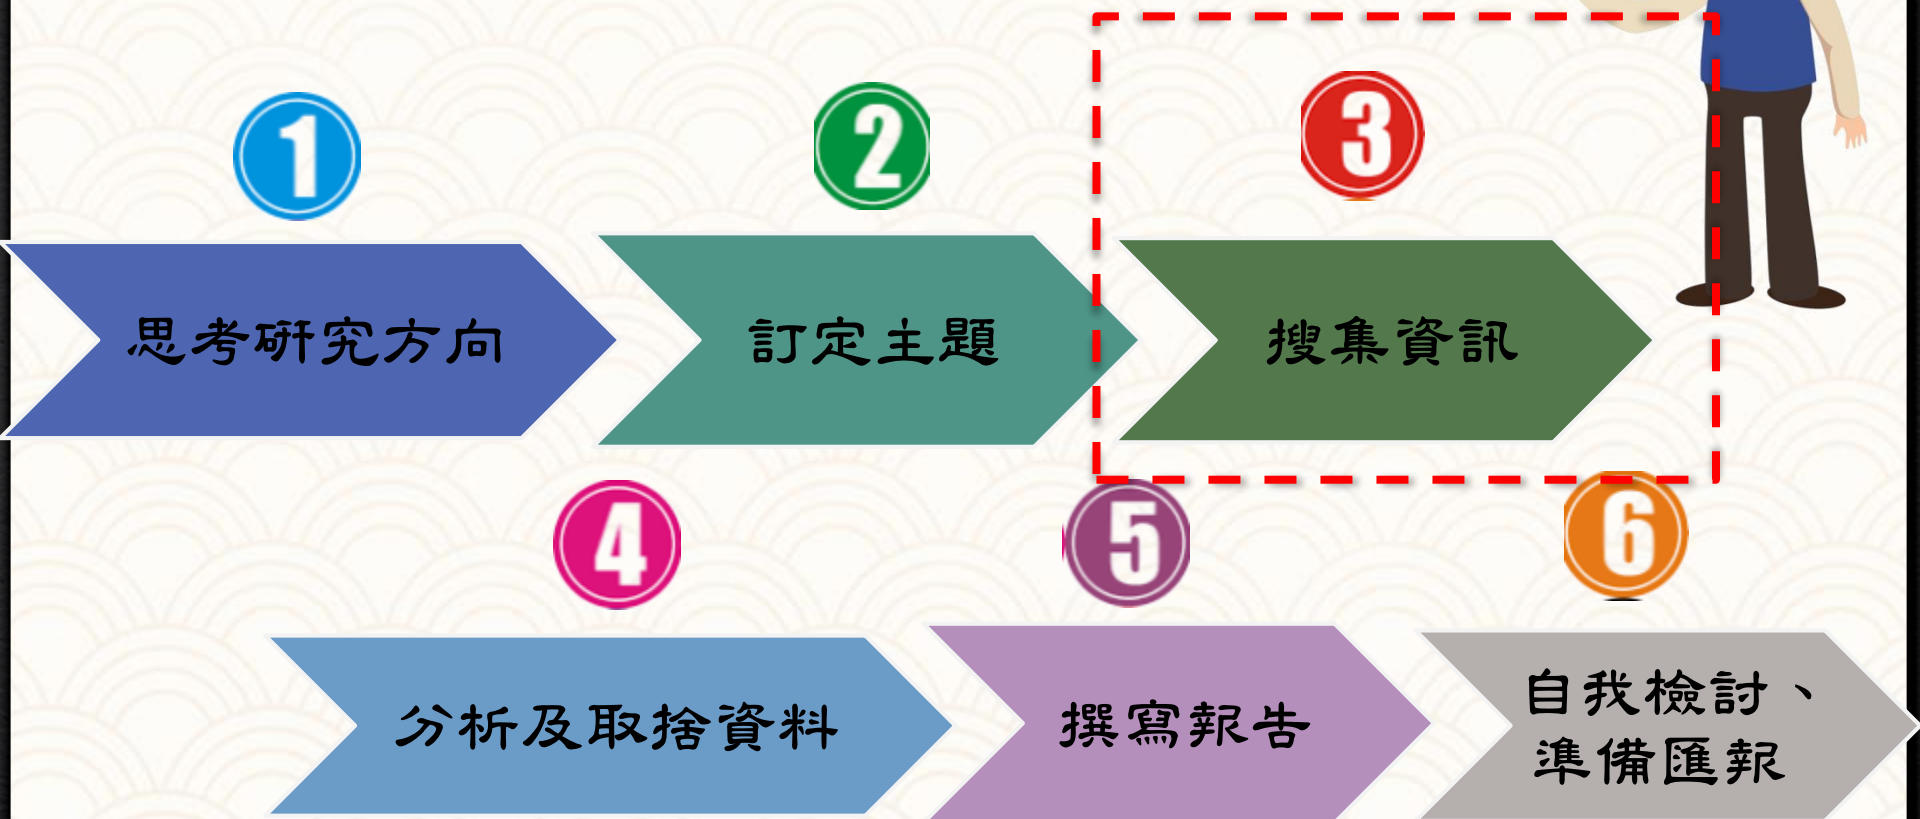 1
2
3
思考研究方向
訂定主題
搜集資訊
4
5
6
分析及取捨資料
撰寫報告
自我檢討、
準備匯報